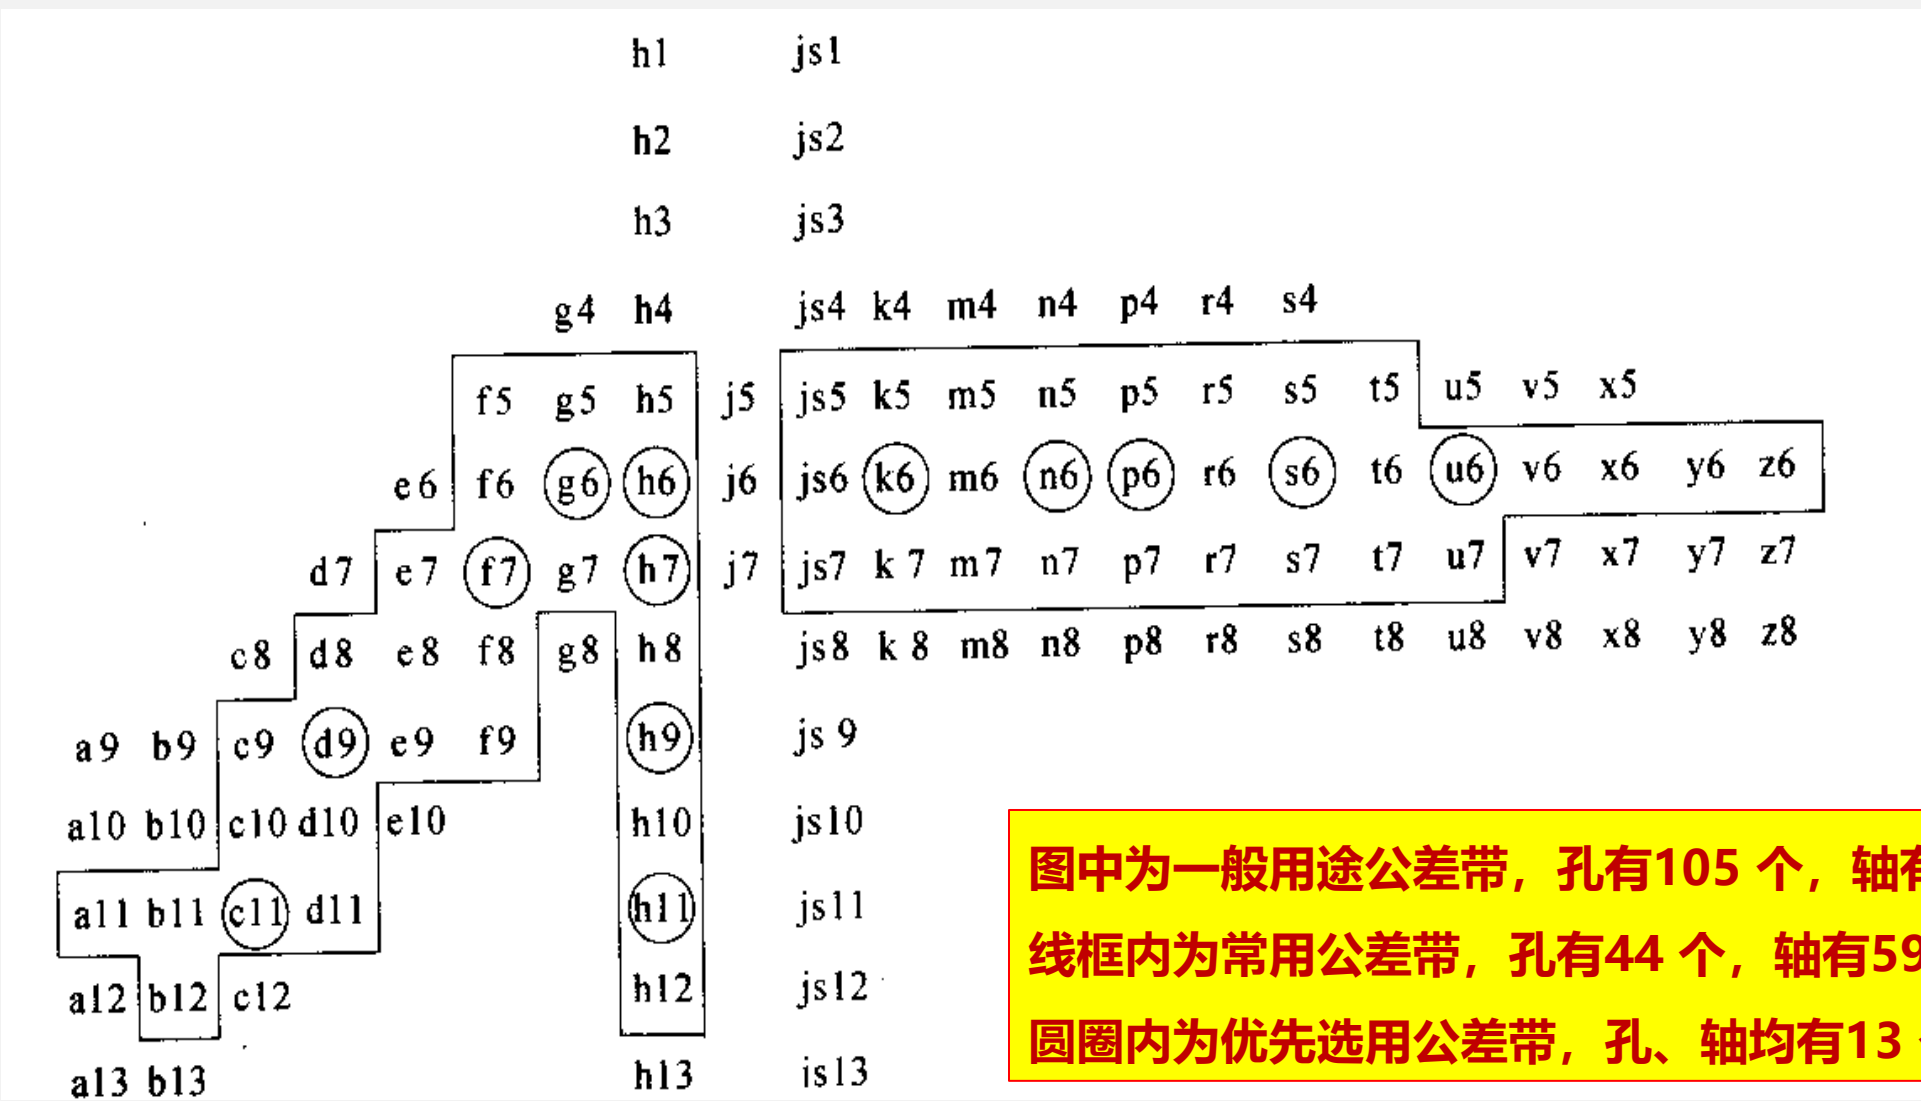 h1 js1
h2 js2
h3 js3
g4 h4 js4 k4 m4 n4 p4 r4 s4
f5 g5 h5 j5 js5 k5 m5 n5 p5 r5 s5 t5 u5 v5 x5
e6 f6 g6 h6 j6 js6 k6 m6 n6 p6 r6 s6 t6 u6 v6 x6 y6 z6
d7 e7 f7 g7 h7 j7 js7 k7 m7 n7 p7 r7 s7 t7 u7 v7 x7 y7 z7
c8 d8 e8 f8 g8 h8 js8 k8 m8 n8 p8 r8 s8 t8 u8 v8 x8 y8 z8
a9 b9 c9 d9 e9 f9 h9 js9
a10 b10 c10 d10 e10 h10 js10
a11 b11 c11 d11 h11 js11
a12 b12 c12 h12 js12
a13 b13 h13 js13
图中为一般用途公差带，孔有105 个，轴有
线框内为常用公差带，孔有44 个，轴有59
圆圈内为优先选用公差带，孔、轴均有13